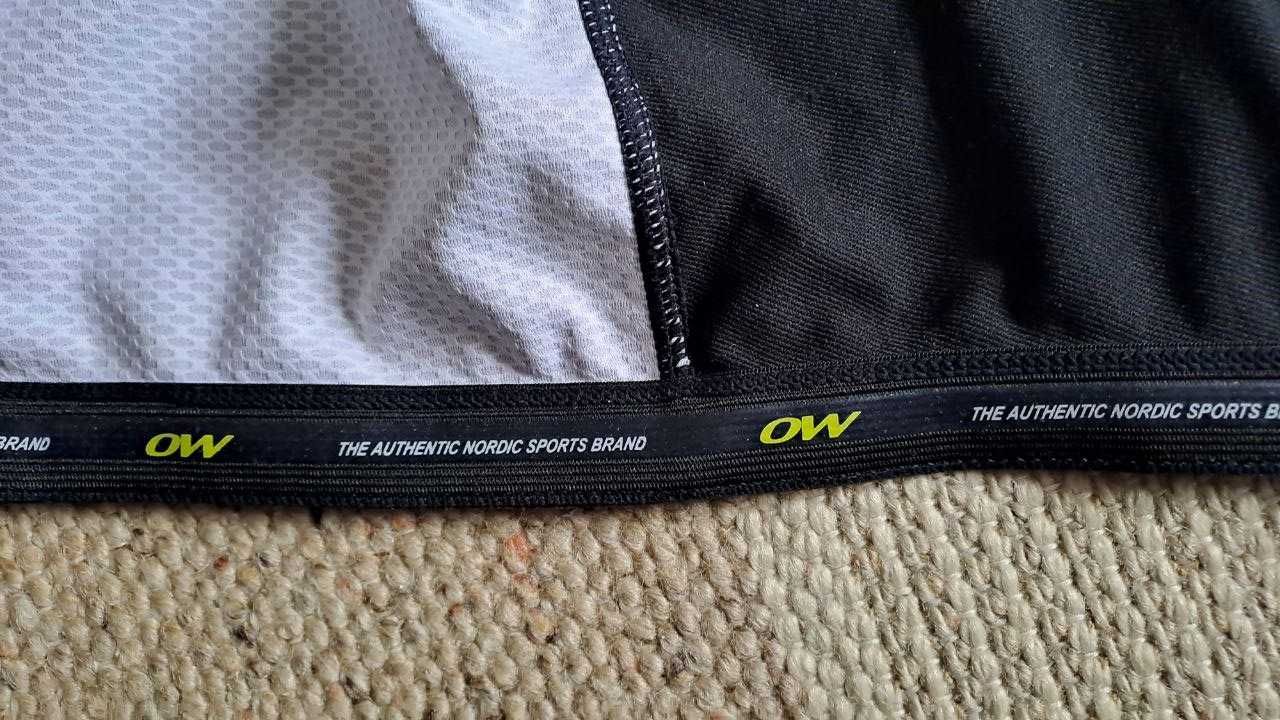 BRAND OW THE AUTHENTIC NORDIC SPORTS BRAND OW THE AUTHENTIC NORDIC SPORTS B